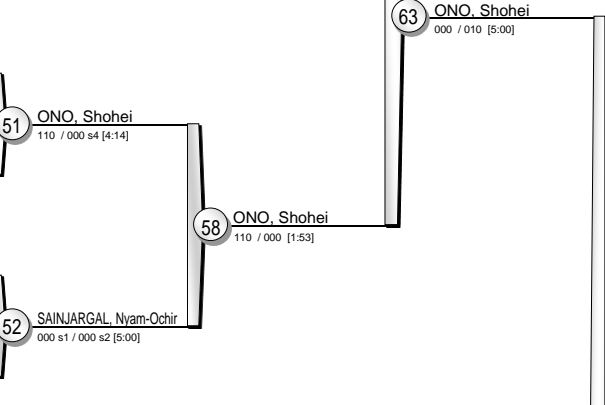 63
ONO, Shohei
000 / 010 [5:00]
51
ONO, Shohei
110 / 000 s4 [4:14]
58
ONO, Shohei
110 / 000 [1:53]
52
SAINJARGAL, Nyam-Ochir
000 s1 / 000 s2 [5:00]